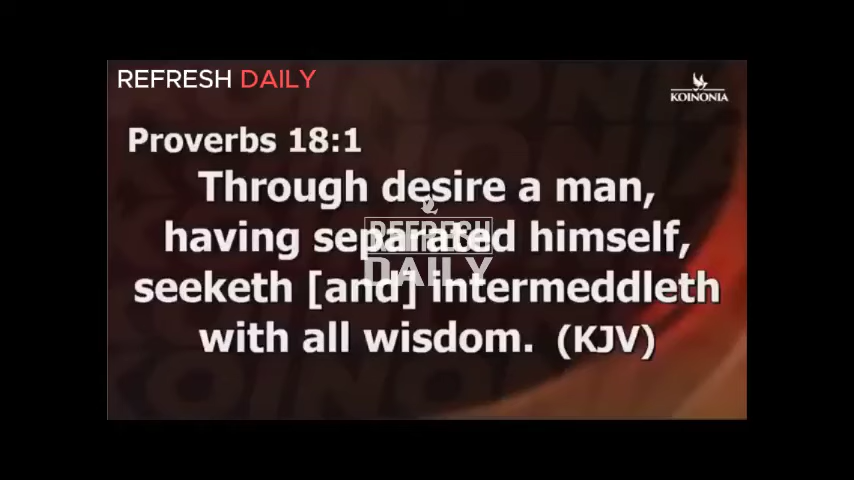 REFRESH DAILY
KOINONIA
Proverbs 18:1
Through desire a man,
having separated himself,
seeketh [and] intermeddleth
with all wisdom. (KJV)
REFRESH
DAILY